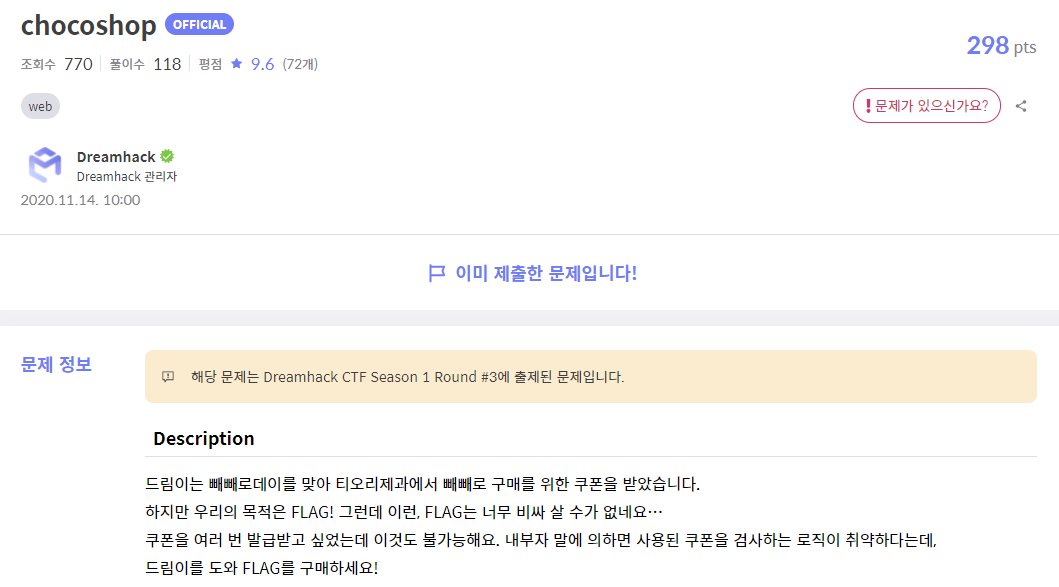 chocoshop OFFICIAL
298 pts
조회수 770 풀이수 118 평점 ★ 9.6 (72개)
web
문제가 있으신가요?
Dreamhack
Dreamhack 관리자
2020.11.14. 10:00
이미 제출한 문제입니다!
문제 정보
해당 문제는 Dreamhack CTF Season 1 Round #3에 출제된 문제입니다.
Description
드림이는 빼빼로데이를 맞아 티오리제과에서 빼빼로 구매를 위한 쿠폰을 받았습니다.
하지만 우리의 목적은 FLAG! 그런데 이런, FLAG는 너무 비싸 살 수가 없네요…
쿠폰을 여러 번 발급받고 싶었는데 이것도 불가능해요. 내부자 말에 의하면 사용된 쿠폰을 검사하는 로직이 취약하다는데,
드림이를 도와 FLAG를 구매하세요!